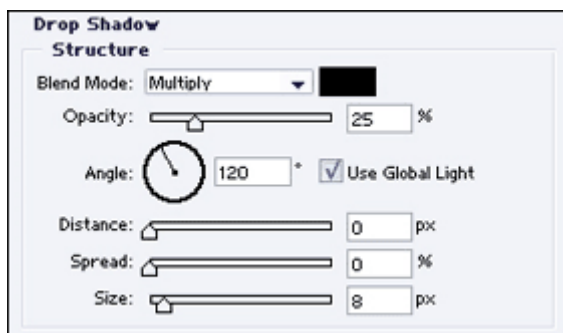 Drop Shadow
Structure
Blend Mode: Multiply
Opacity: 25 %
Angle: 120 ° Use Global Light
Distance: 0 px
Spread: 0 %
Size: 8 px